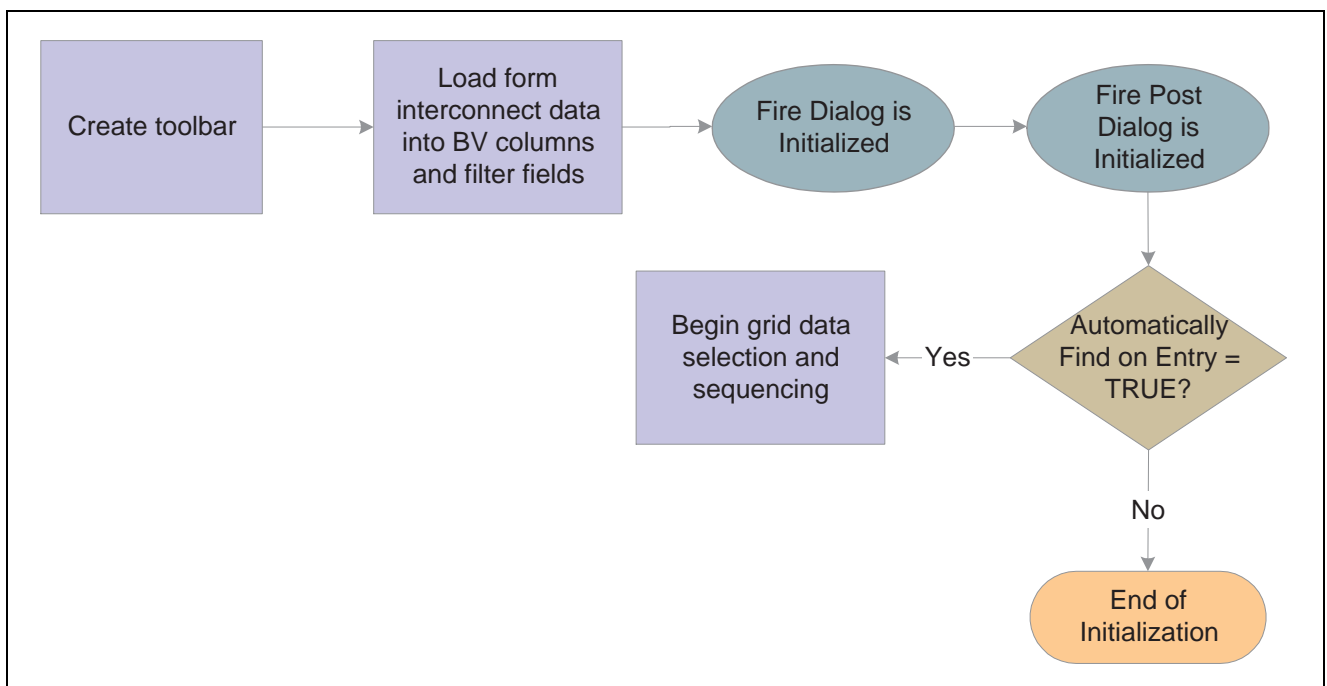 Create toolbar
Load form
interconnect data
into BV columns
and filter fields
Fire Dialog is
Initialized
Fire Post
Dialog is
Initialized
Automatically
Find on Entry =
TRUE?
Yes
Begin grid data
selection and
sequencing
No
End of
Initialization